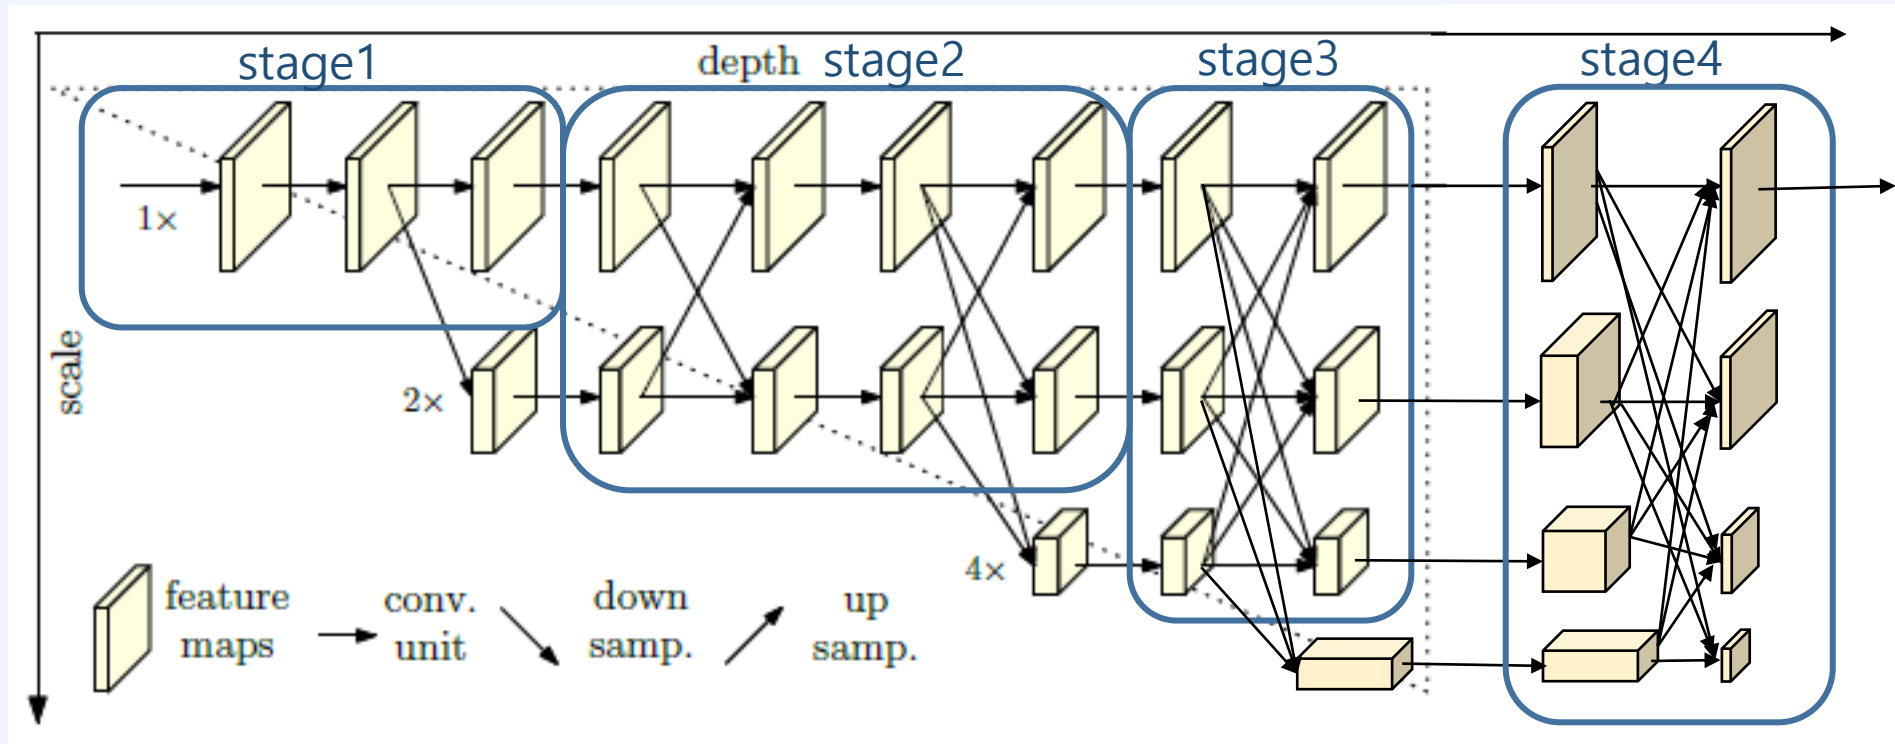 stage1
depth
stage2
stage3
stage4
1×
scale
2×
4×
feature
maps
conv.
unit
down
samp.
up
samp.